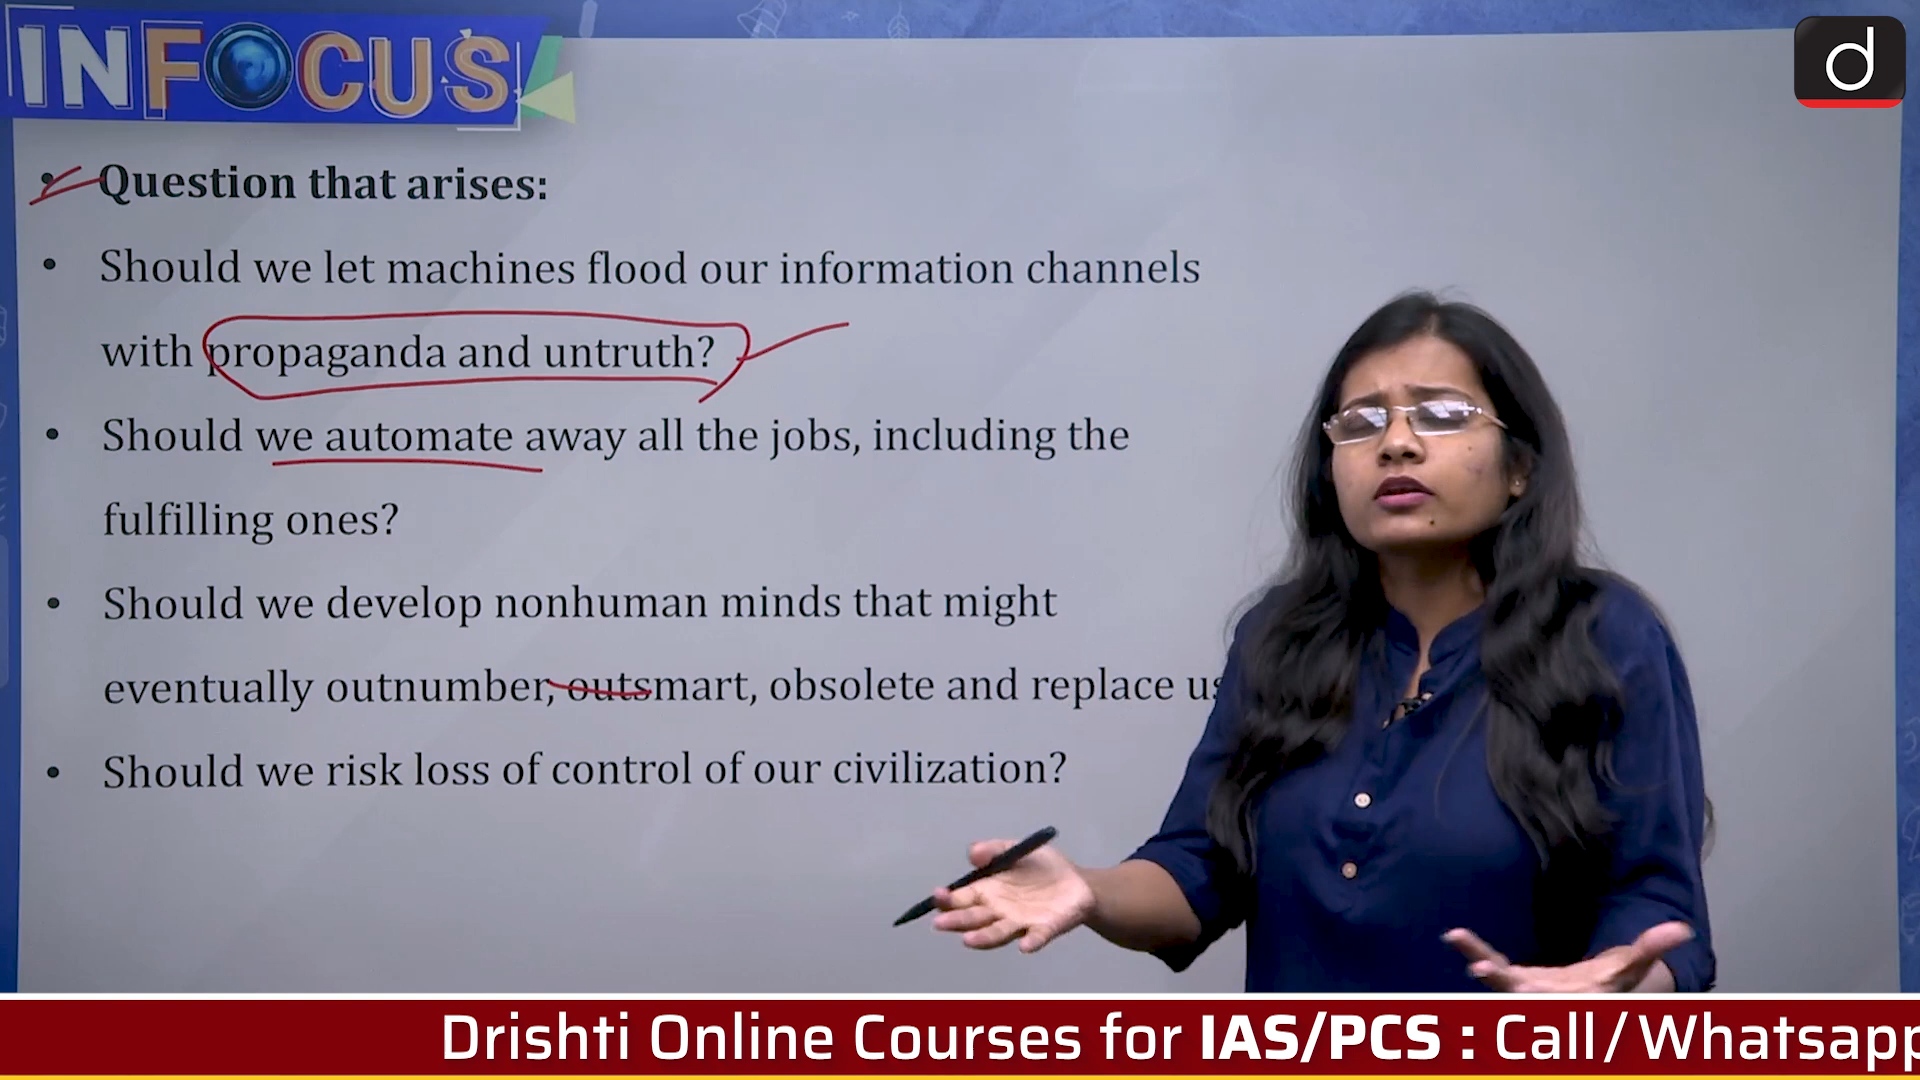 INFOCUS
d
• Question that arises:
• Should we let machines flood our information channels
with propaganda and untruth?
• Should we automate away all the jobs, including the
fulfilling ones?
• Should we develop nonhuman minds that might
eventually outnumber, outsmart, obsolete and replace us
• Should we risk loss of control of our civilization?
Drishti Online Courses for IAS/PCS : Call/Whatsapp